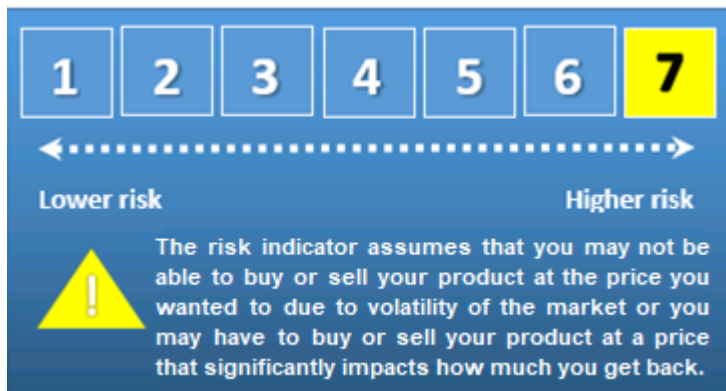 1 2 3 4 5 6 7
Lower risk Higher risk
!
The risk indicator assumes that you may not be
able to buy or sell your product at the price you
wanted to due to volatility of the market or you
may have to buy or sell your product at a price
that significantly impacts how much you get back.